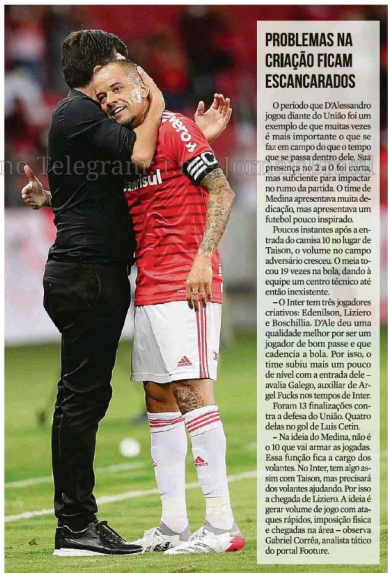 PROBLEMAS NA
CRIAÇÃO FICAM
ESCANCARADOS
O período que D'Alessandro
jogou diante do União foi um
exemplo de que muitas vezes
é mais importante o que se
faz em campo do que o tempo
que se passa dentro dele. Sua
presença no 2 a 0 foi curta,
mas suficiente para impactar
no rumo da partida. O time de
Medina apresentava muita de-
dicação, mas apresentava um
futebol pouco inspirado.
Poucos instantes após a
entrada do camisa 10 no lugar de
Taison, o volume no campo
adversário cresceu. O meia to-
cou 19 vezes na bola, dando à
equipe um centro técnico até
então inexistente.
– O Inter tem três jogadores
criativos: Edenilson, Liziero
e Boschillia. D'Ale deu uma
qualidade melhor por ser um
jogador de bom passe e que
cadencia a bola. Por isso, o
time subiu mais um pouco
de nível com a entrada dele –
avalia Galego, auxiliar de Ar-
gel Fucks nos tempos de Inter.
Foram 13 finalizações con-
tra a defesa do União. Quatro
delas no gol de Luis Cetin.
– Na ideia do Medina, não é
o 10 que vai armar as jogadas.
Essa função fica a cargo dos
volantes. No Inter, tem algo as-
sim com Taison, mas precisará
dos volantes ajudando. Por isso
a chegada de Liziero. A ideia é
gerar volume de jogo com ata-
ques rápidos, imposição física
e chegadas na área – observa
Gabriel Corrêa, analista tático
do portal Footure.
no Telegram
adidas